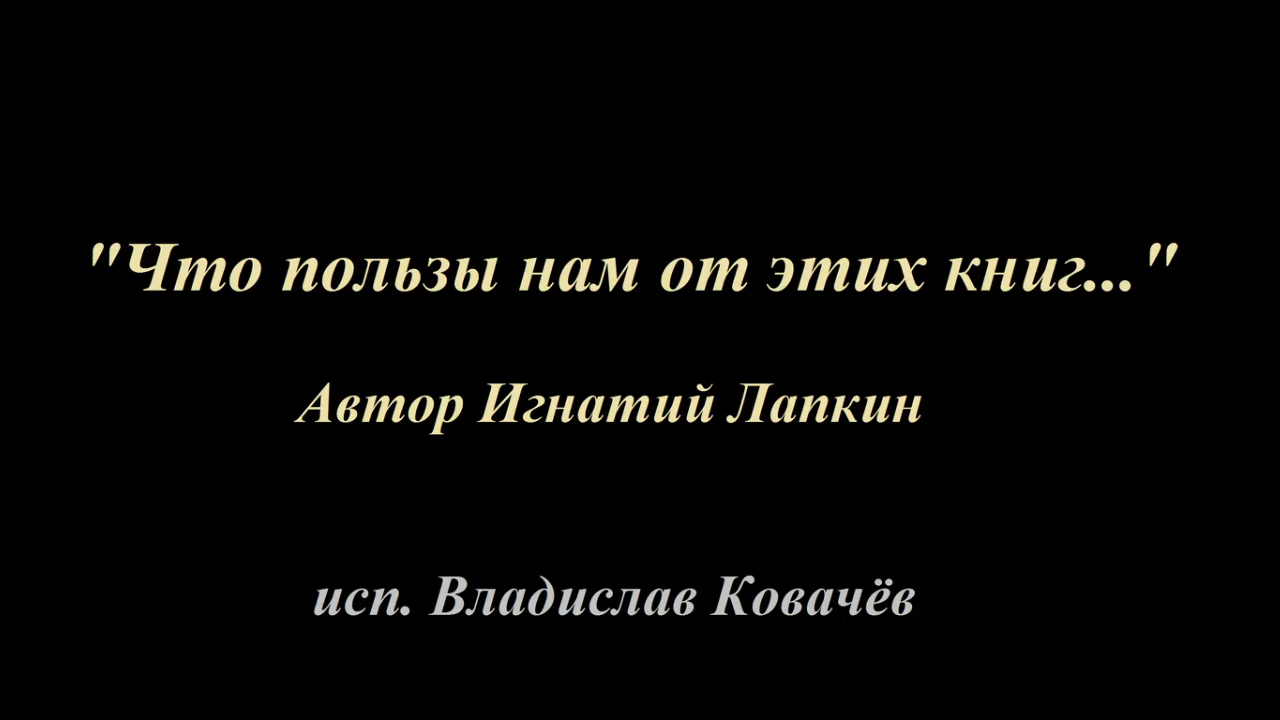 "Что пользы нам от этих книг..."
Автор Игнатий Лапкин
исп. Владислав Ковачёв